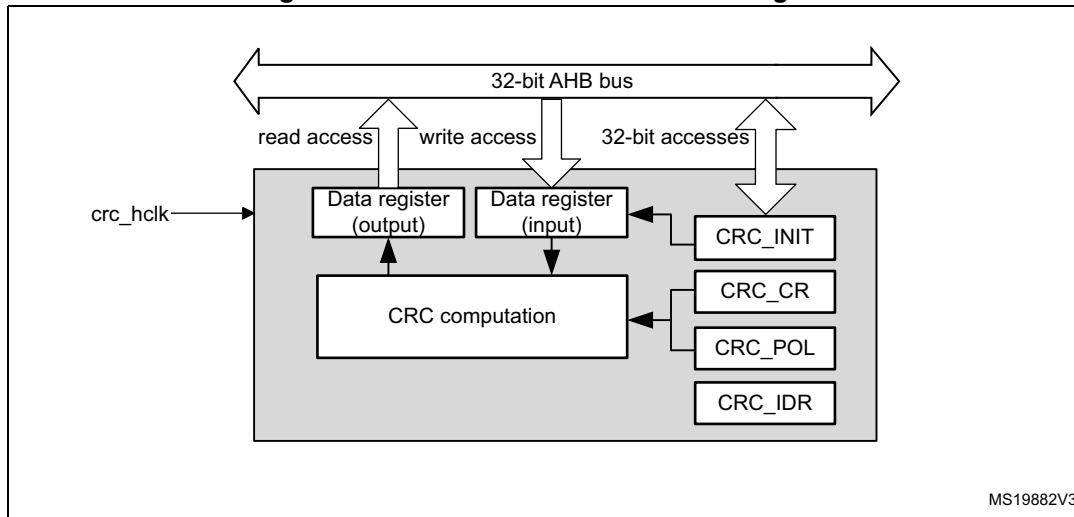 32-bit AHB bus
read access
write access
32-bit accesses
crc_hclk
Data register
(output)
Data register
(input)
CRC_INIT
CRC computation
CRC_CR
CRC_POL
CRC_IDR
MS19882V3